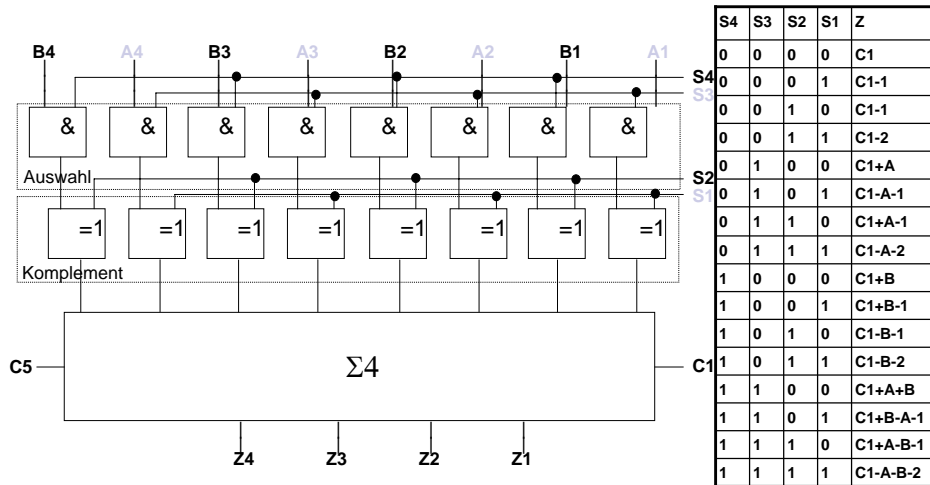 B4 A4 B3 A3 B2 A2 B1 A1
S4
S3
& & & & & & & &
Auswahl
S2
S1
=1 =1 =1 =1 =1 =1 =1 =1
Komplement
C5 Σ4 C1
Z4 Z3 Z2 Z1
S4 S3 S2 S1 Z
0 0 0 0 C1
0 0 0 1 C1-1
0 0 1 0 C1-1
0 0 1 1 C1-2
0 1 0 0 C1+A
0 1 0 1 C1-A-1
0 1 1 0 C1+A-1
0 1 1 1 C1-A-2
1 0 0 0 C1+B
1 0 0 1 C1+B-1
1 0 1 0 C1-B-1
1 0 1 1 C1-B-2
1 1 0 0 C1+A+B
1 1 0 1 C1+B-A-1
1 1 1 0 C1+A-B-1
1 1 1 1 C1-A-B-2